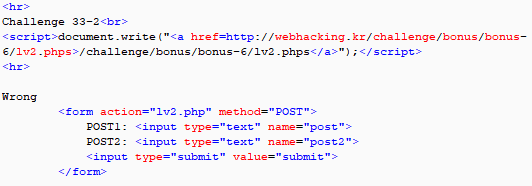 <hr>
Challenge 33-2<br>
<script>document.write("<a href=http://webhacking.kr/challenge/bonus/bonus-
6/lv2.phps>/challenge/bonus/bonus-6/lv2.phps</a>");</script>
<hr>
Wrong
<form action="lv2.php" method="POST">
POST1: <input type="text" name="post">
POST2: <input type="text" name="post2">
<input type="submit" value="submit">
</form>